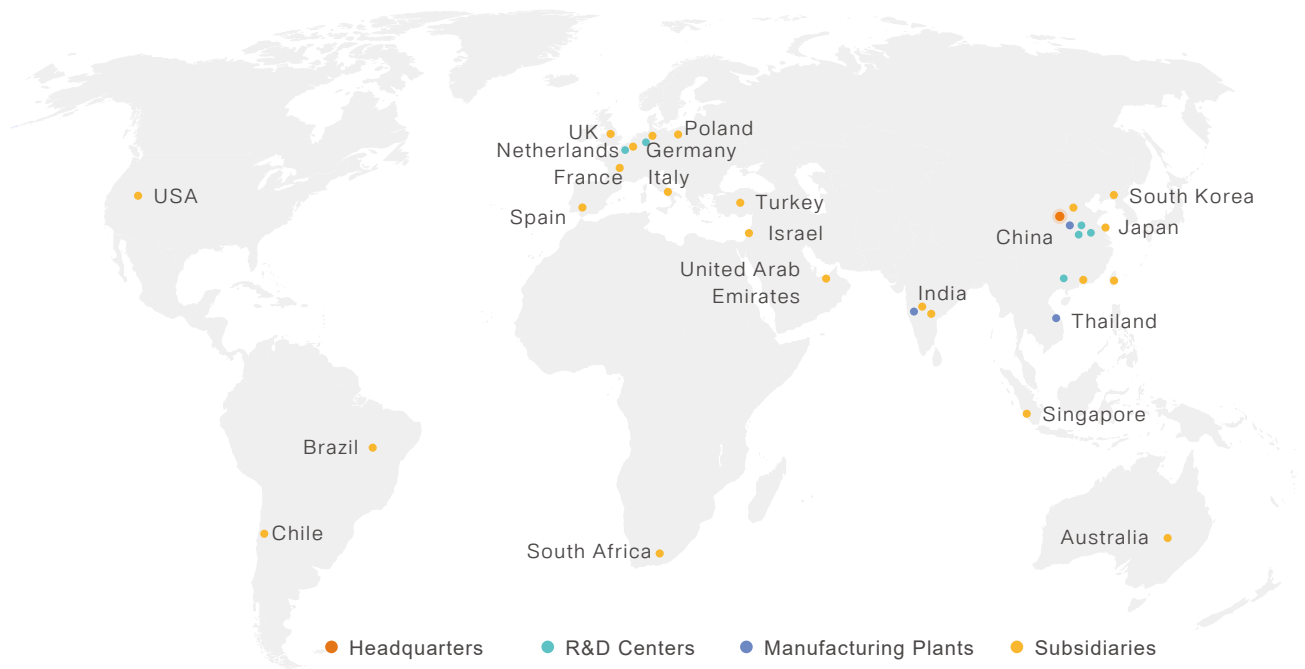 UK
Poland
Netherlands
Germany
France
Italy
USA
Spain
Turkey
South Korea
Israel
China
Japan
United Arab
Emirates
India
Thailand
Singapore
Brazil
Chile
South Africa
Australia
Headquarters
R&D Centers
Manufacturing Plants
Subsidiaries